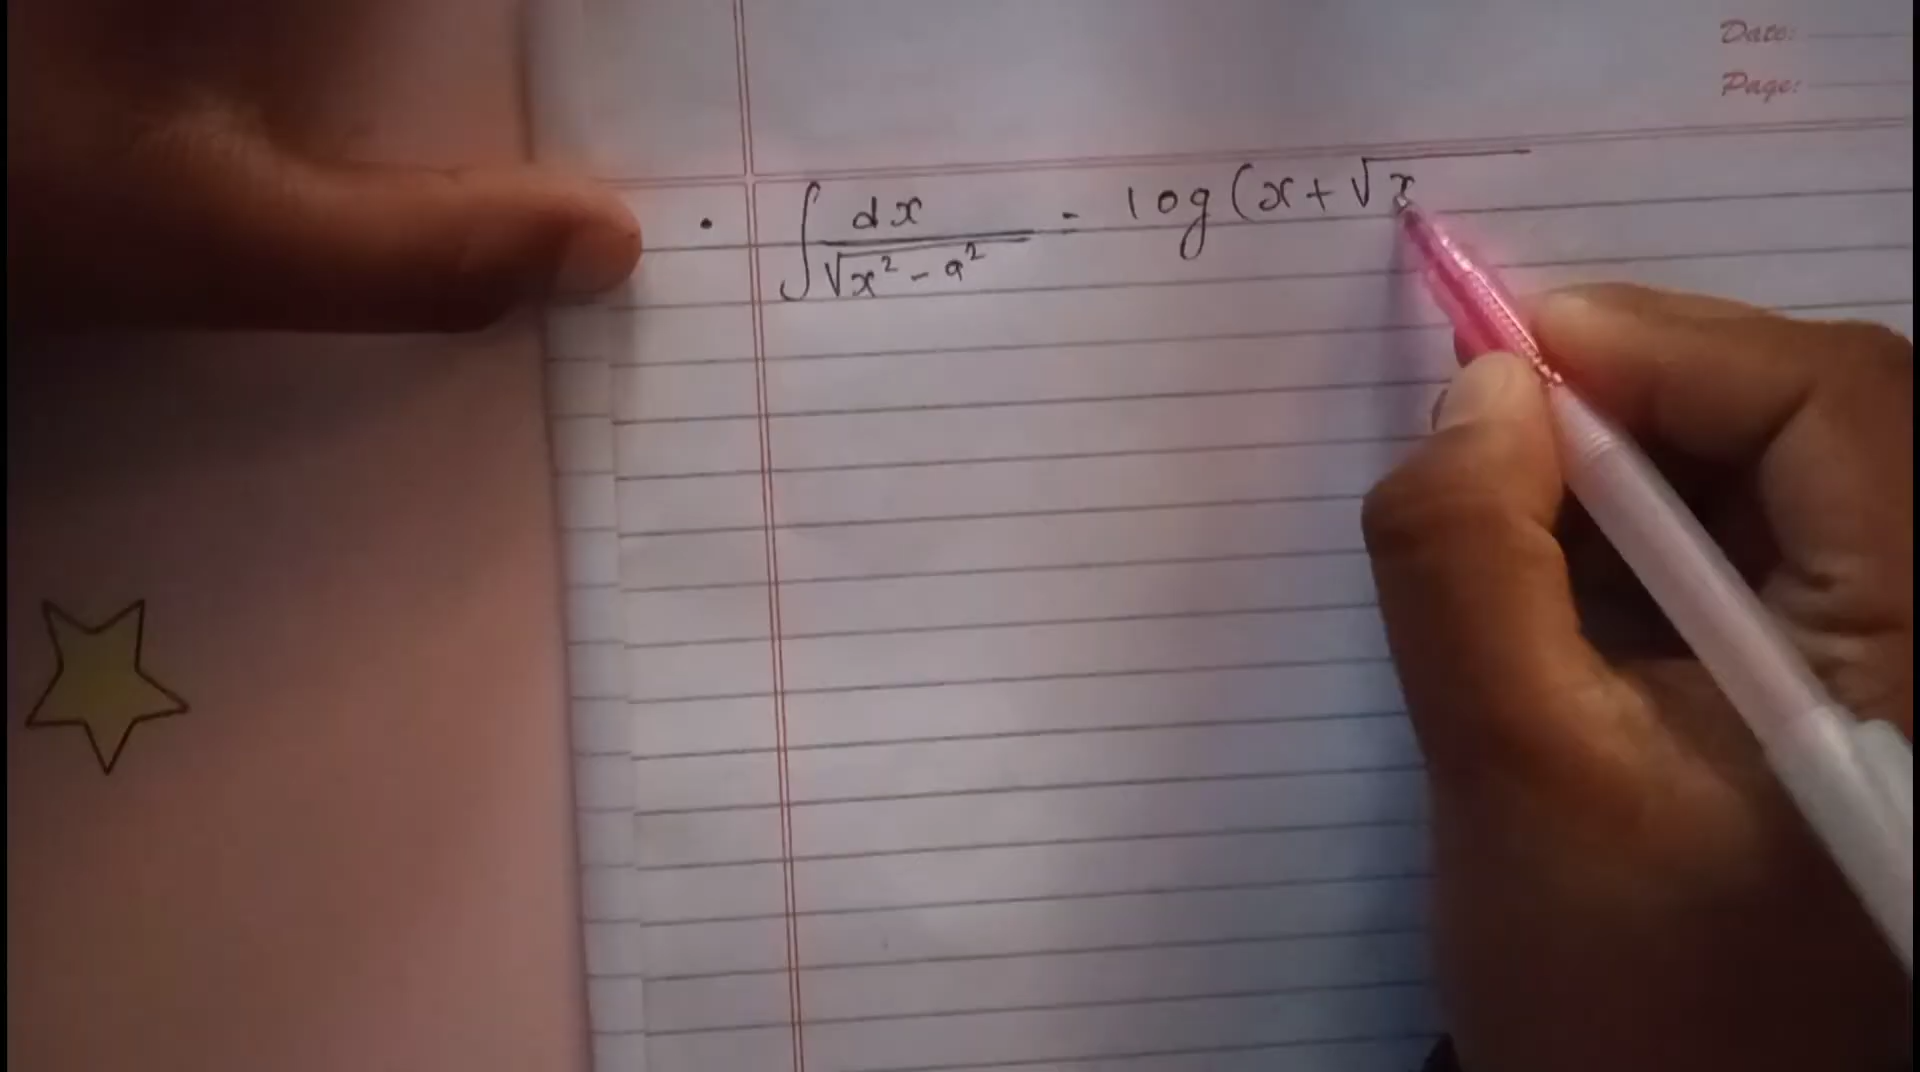 Date:
Page:
• ∫ dx / √(x² - a²) = log (x + √x